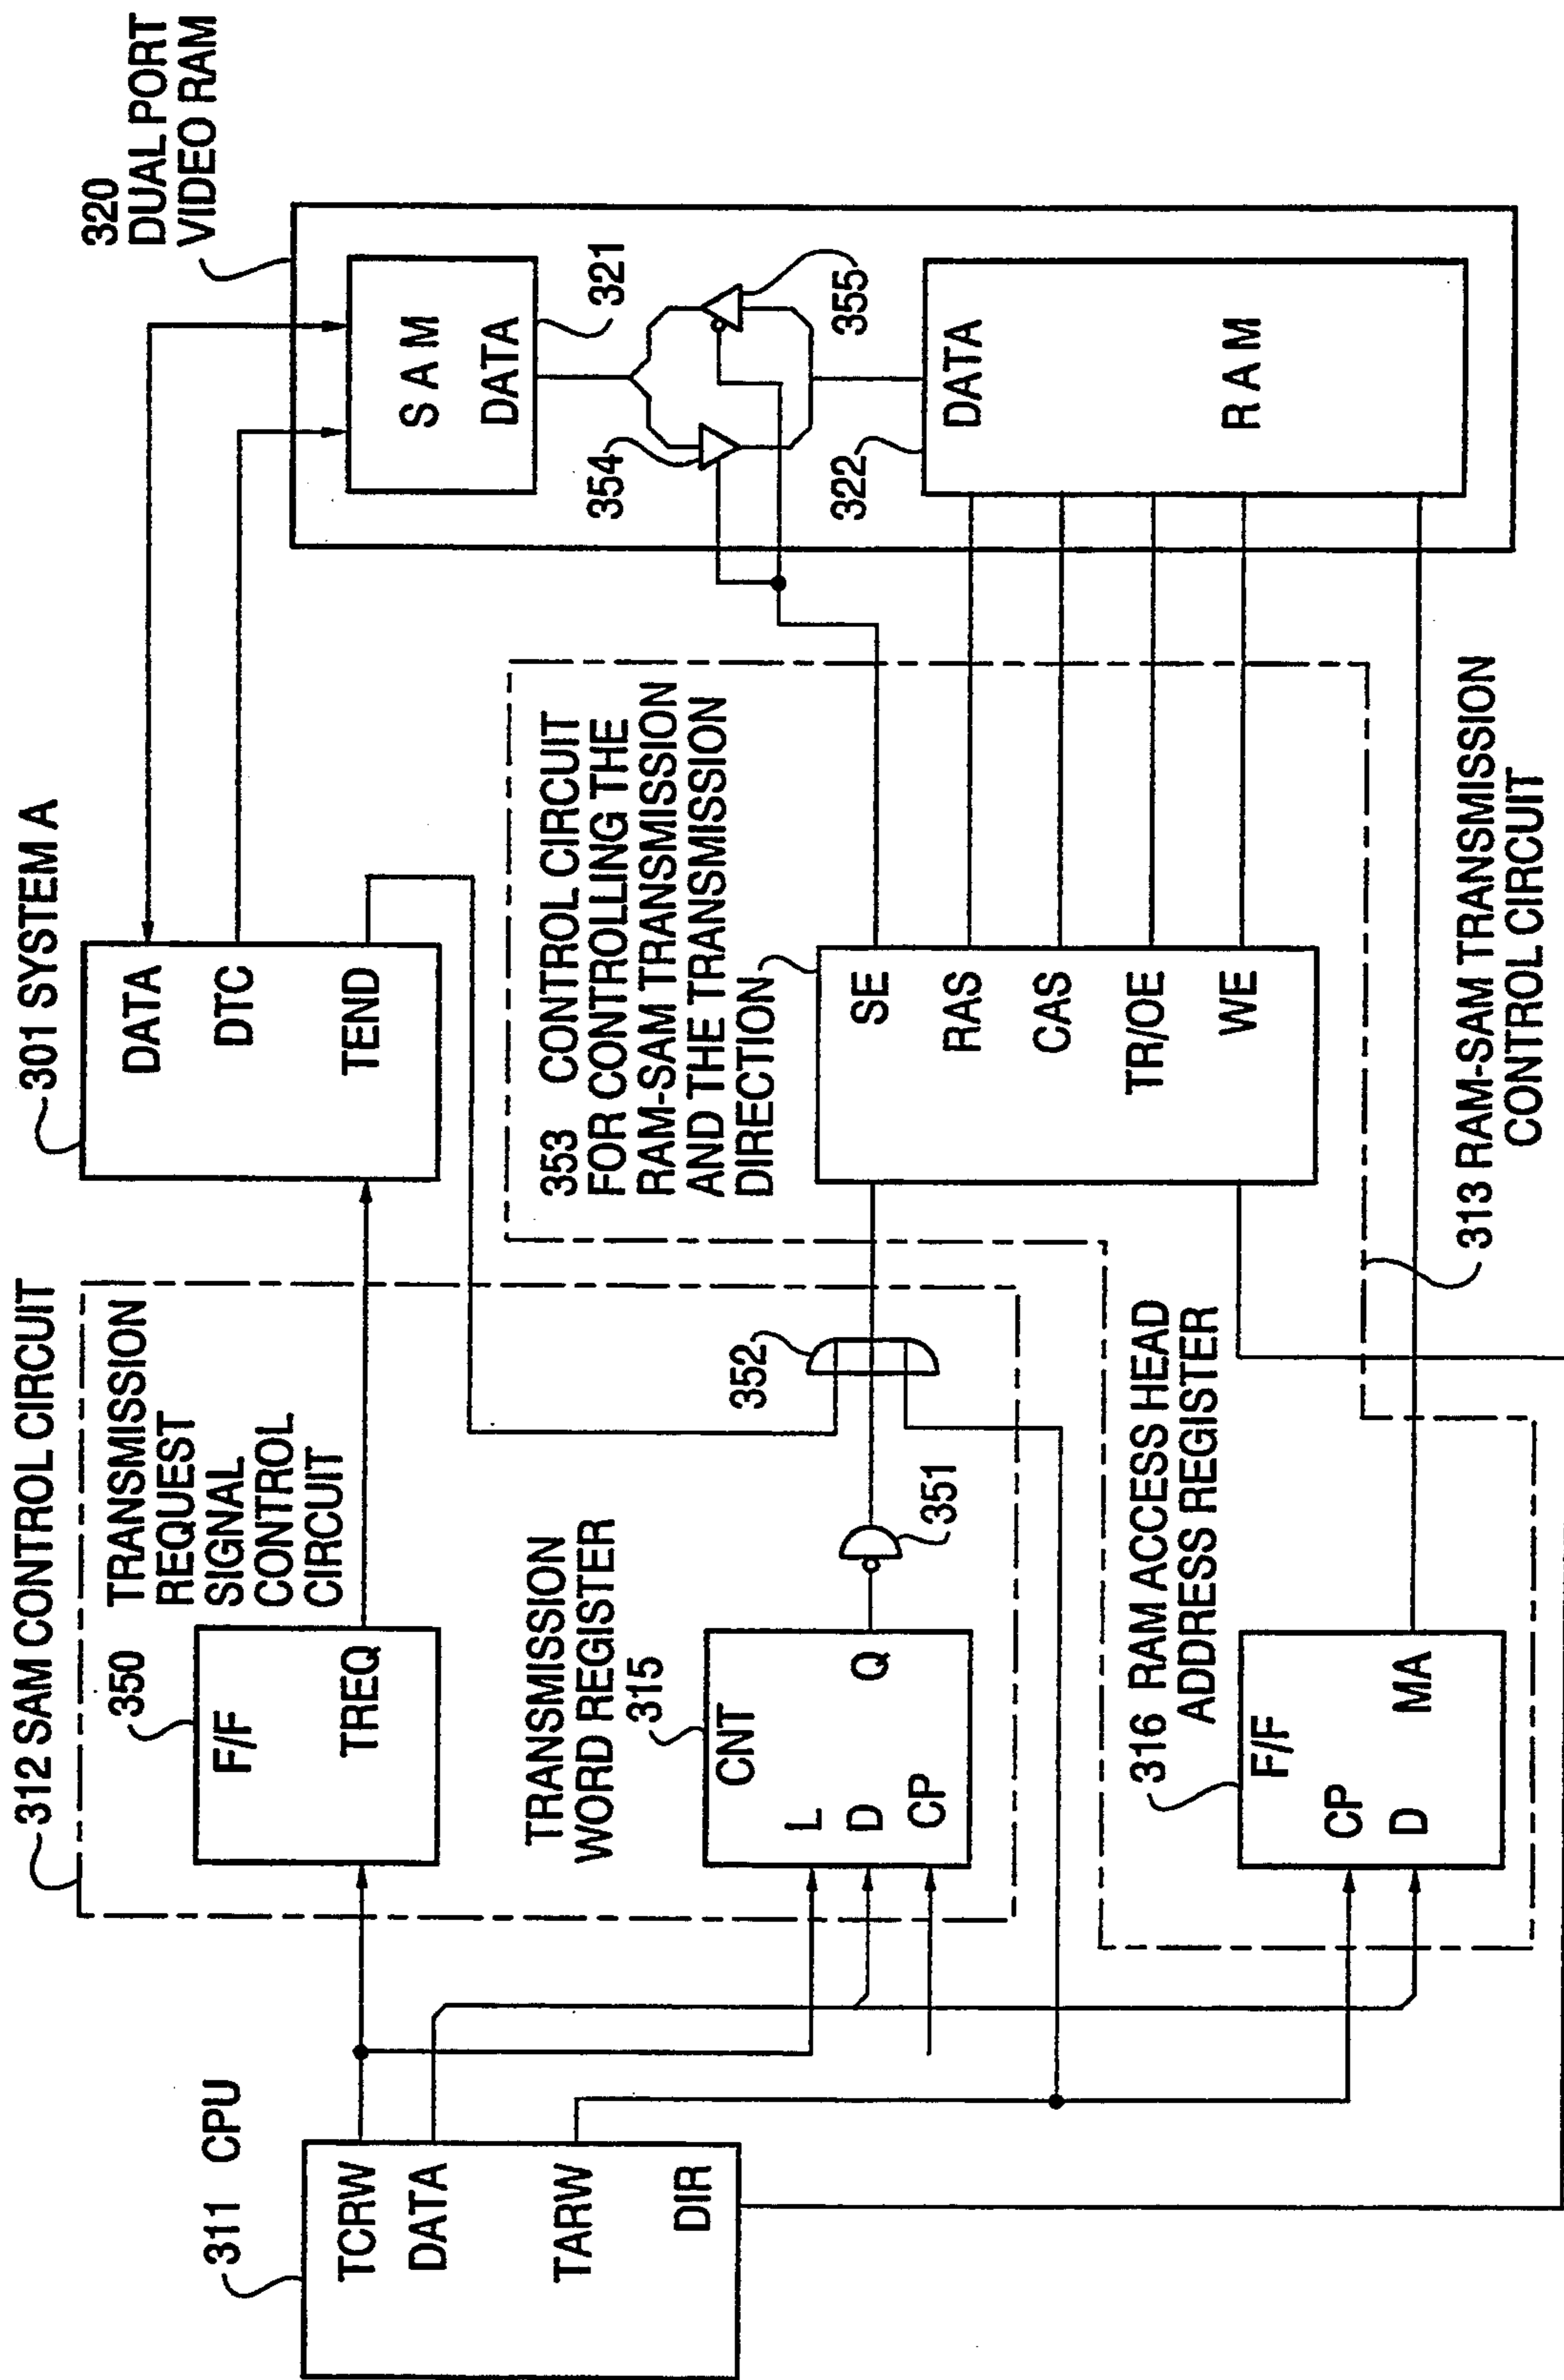 320
DUAL PORT
VIDEO RAM
301 SYSTEM A
312 SAM CONTROL CIRCUIT
DATA
DTC
TEND
S A M
DATA
321
354
355
322
DATA
R A M
350
TRANSMISSION
REQUEST
SIGNAL
CONTROL
CIRCUIT
F/F
TREQ
TRANSMISSION
WORD REGISTER
315
CNT
L
D
CP
Q
351
352
353 CONTROL CIRCUIT
FOR CONTROLLING THE
RAM-SAM TRANSMISSION
AND THE TRANSMISSION
DIRECTION
SE
RAS
CAS
TR/OE
WE
311 CPU
TCRW
DATA
TARW
DIR
316 RAM ACCESS HEAD
ADDRESS REGISTER
F/F
CP
D
MA
313 RAM-SAM TRANSMISSION
CONTROL CIRCUIT